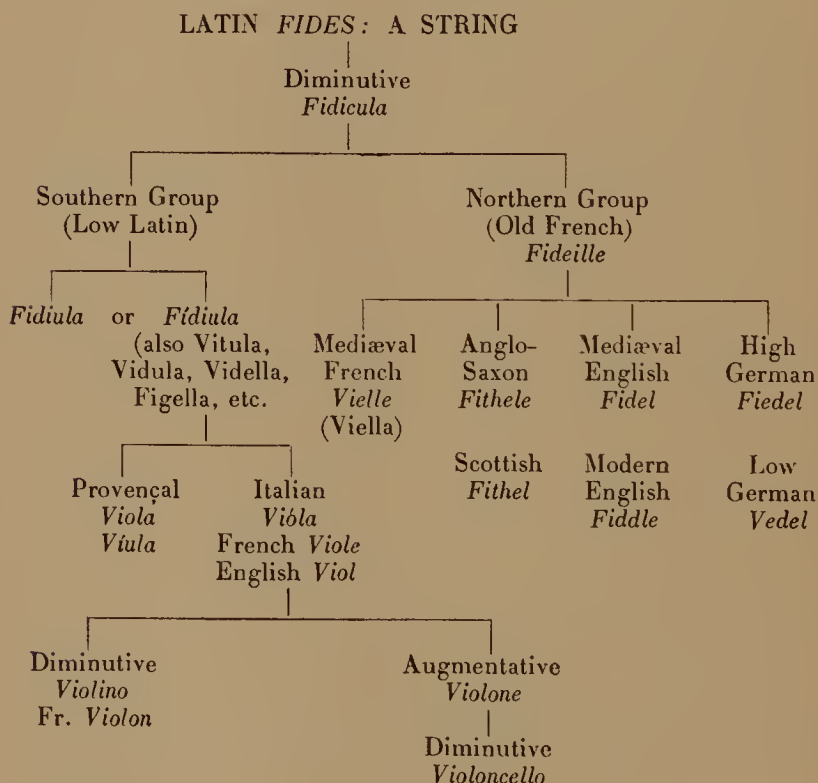 LATIN FIDES: A STRING
Diminutive
Fidicula
Southern Group
(Low Latin)
Northern Group
(Old French)
Fideille
Fidiula or Fídiula
(also Vitula,
Vidula, Vidella,
Figella, etc.
Mediæval
French
Vielle
(Viella)
Anglo-
Saxon
Fithele
Scottish
Fithel
Mediæval
English
Fidel
Modern
English
Fiddle
High
German
Fiedel
Low
German
Vedel
Provençal
Viola
Víula
Italian
Vióla
French Viole
English Viol
Diminutive
Violino
Fr. Violon
Augmentative
Violone
Diminutive
Violoncello